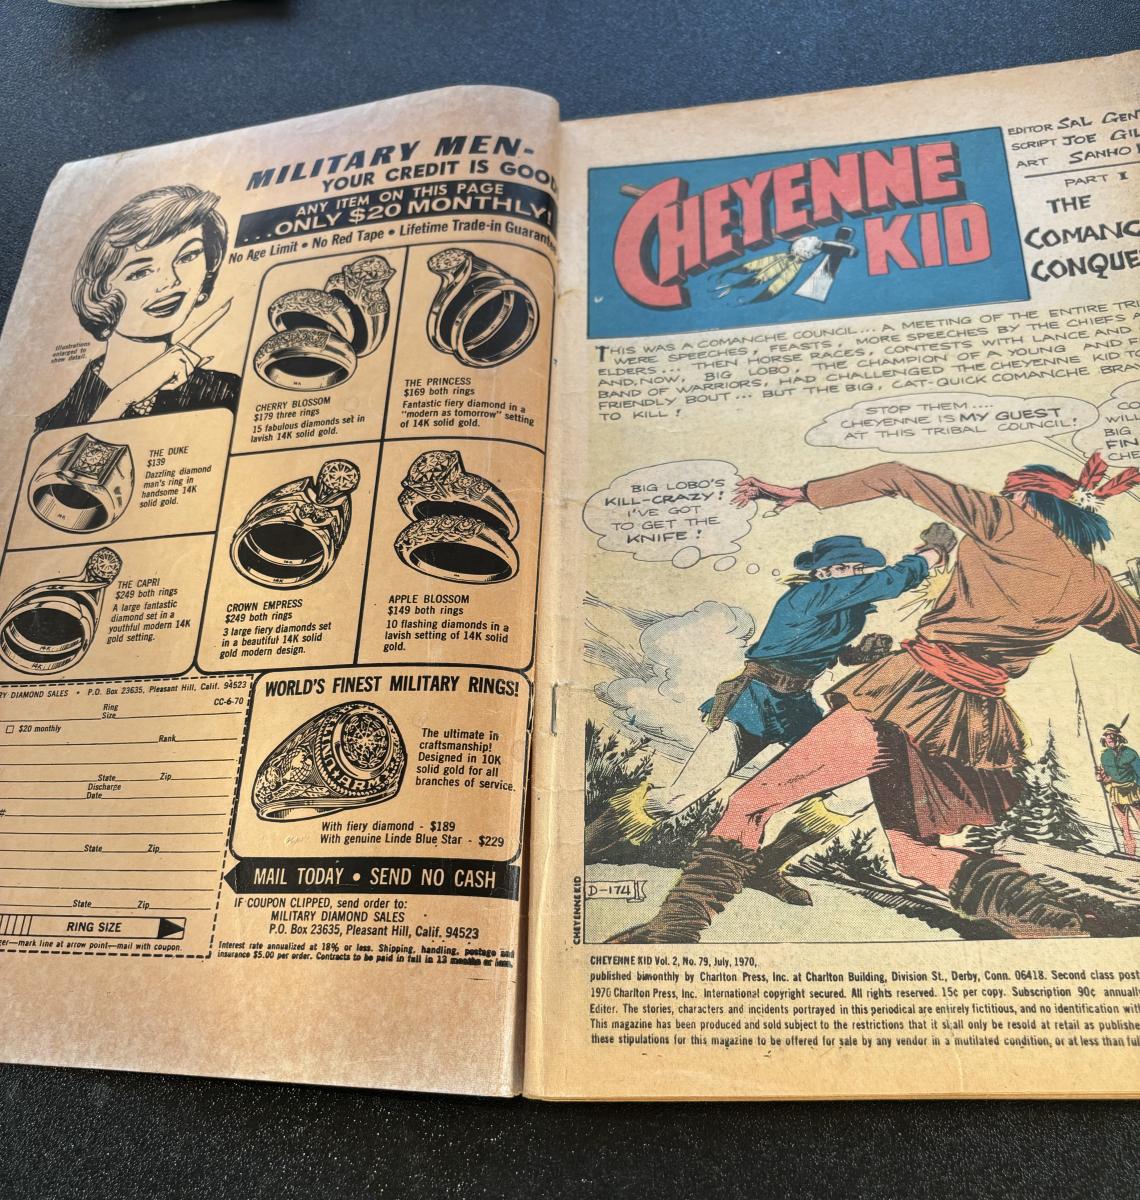 MILITARY MEN-
YOUR CREDIT IS GOOD
ANY ITEM ON THIS PAGE
...ONLY $20 MONTHLY!
No Age Limit • No Red Tape • Lifetime Trade-in
Illustrations
enlarged to
show detail.
CHERRY BLOSSOM
$179 three rings
15 fabulous diamonds set in
lavish 14K solid gold.
THE PRINCESS
$169 both rings
Fantastic fiery diamond in a
"modern as tomorrow" setting
of 14K solid gold.
THE DUKE
$139
Dazzling diamond
man's ring in
handsome 14K
solid gold.
THE CAPRI
$249 both rings
A large fantastic
diamond set in a
youthful modern 14K
gold setting.
CROWN EMPRESS
$249 both rings
3 large fiery diamonds set
in a beautiful 14K solid
gold modern design.
APPLE BLOSSOM
$149 both rings
10 flashing diamonds in a
lavish setting of 14K solid
gold.
DIAMOND SALES • P.O. Box 23635, Pleasant Hill, Calif. 94523
CC-6-70
Ring
Size
$20 monthly
Rank
State Zip
Discharge
Date
#
State Zip
State Zip
RING SIZE
mark line at arrow point—mail with coupon.
WORLD'S FINEST MILITARY RINGS!
The ultimate in
craftsmanship!
Designed in 10K
solid gold for all
branches of service.
With fiery diamond - $189
With genuine Linde Blue Star - $229
MAIL TODAY • SEND NO CASH
IF COUPON CLIPPED, send order to:
MILITARY DIAMOND SALES
P.O. Box 23635, Pleasant Hill, Calif. 94523
Interest rate annualized at 18% or less. Shipping, handling, postage and
insurance $5.00 per order. Contracts to be paid in full in 13 months or less.
CHEYENNE
KID
EDITOR SAL
SCRIPT JOE
ART SANHO
PART I
THE
THIS WAS A COMANCHE COUNCIL... A MEETING OF THE ENTIRE
WERE SPEECHES, FEASTS, MORE SPEECHES BY THE CHIEFS
ELDERS... THEN HORSE RACES, CONTESTS WITH LANCE AND
AND, NOW, BIG LOBO, THE CHAMPION OF A YOUNG AND
BAND OF WARRIORS, HAD CHALLENGED THE CHEYENNE KID TO
FRIENDLY BOUT... BUT THE BIG, CAT-QUICK COMANCHE
TO KILL!
STOP THEM....
CHEYENNE IS MY GUEST
AT THIS TRIBAL COUNCIL!
BIG
BIG LOBO'S
KILL-CRAZY!
I'VE GOT
TO GET THE
KNIFE!
D-174
CHEYENNE KID
CHEYENNE KID Vol. 2, No. 79, July, 1970,
published bimonthly by Charlton Press, Inc. at Charlton Building, Division St., Derby, Conn. 06418. Second class
1970 Charlton Press, Inc. International copyright secured. All rights reserved. 15¢ per copy. Subscription 90¢ annually
Editor. The stories, characters and incidents portrayed in this periodical are entirely fictitious, and no identification
This magazine has been produced and sold subject to the restrictions that it shall only be resold at retail as
these stipulations for this magazine to be offered for sale by any vendor in a mutilated condition, or at less than